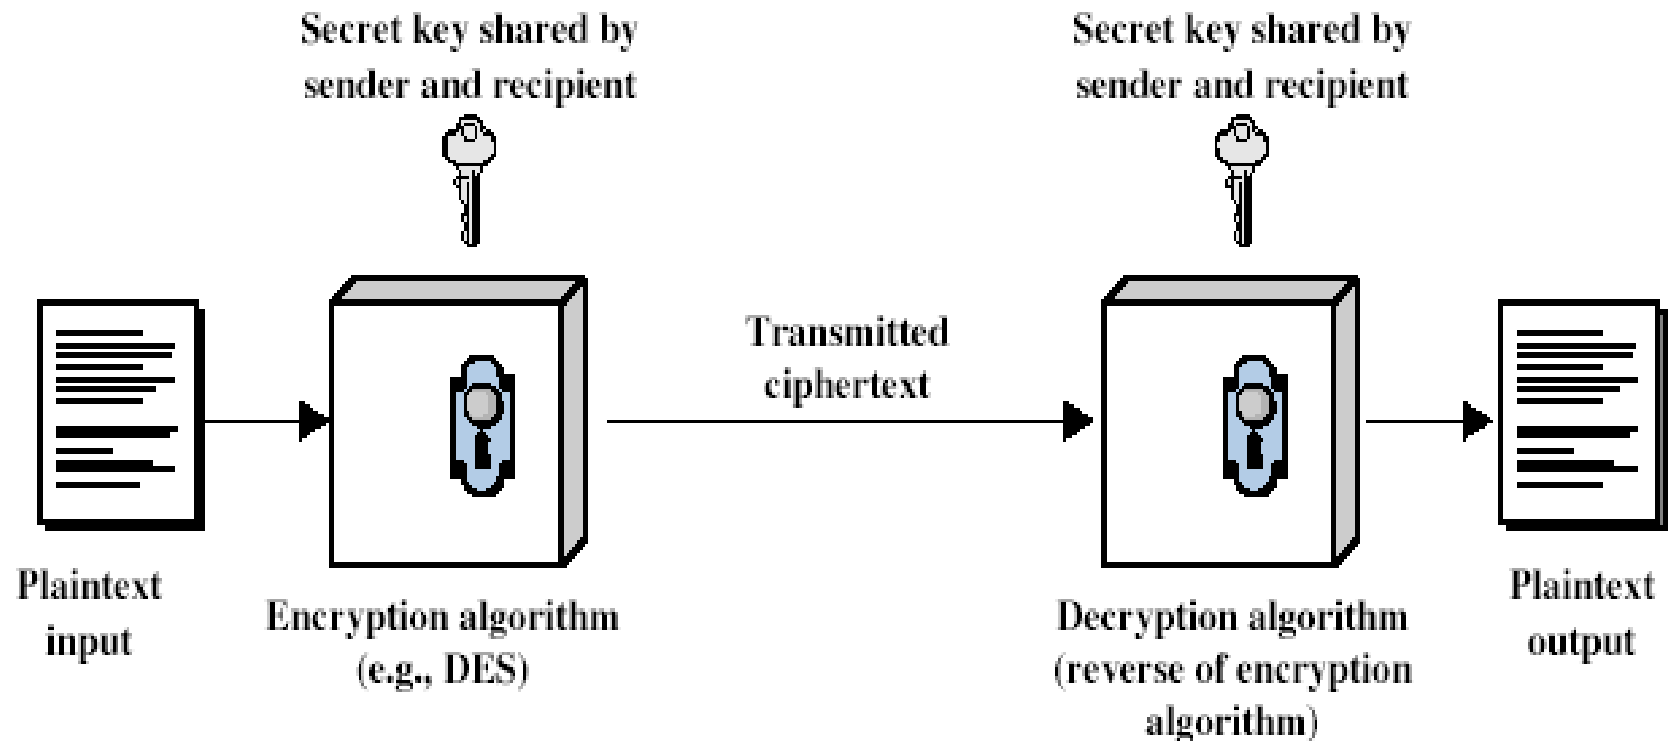 Secret key shared by
sender and recipient
Secret key shared by
sender and recipient
Transmitted
ciphertext
Plaintext
input
Encryption algorithm
(e.g., DES)
Decryption algorithm
(reverse of encryption
algorithm)
Plaintext
output